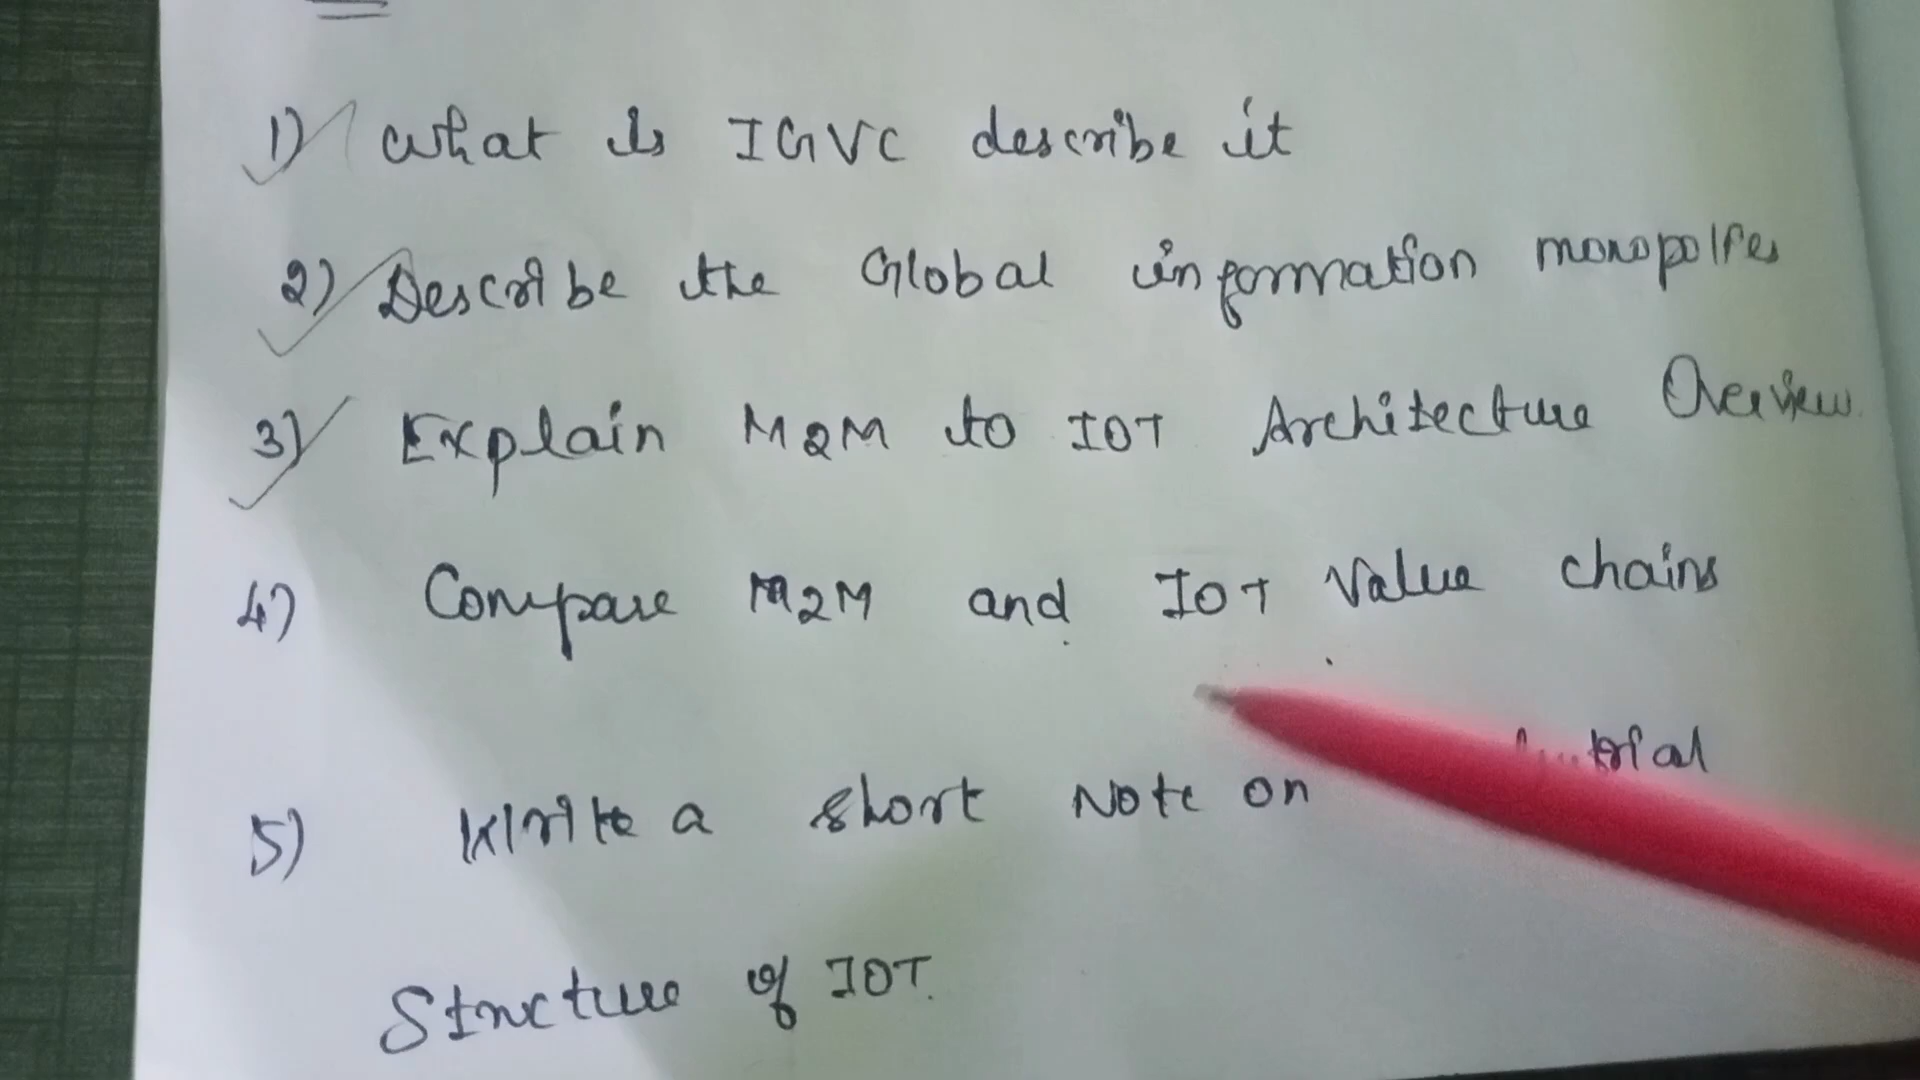 1) What is IGVC describe it
2) Describe the Global information monopolies
3) Explain M2M to IOT Architecture Overview
4) Compare M2M and IOT Value chains
5) Write a short Note on
Structure of IOT.